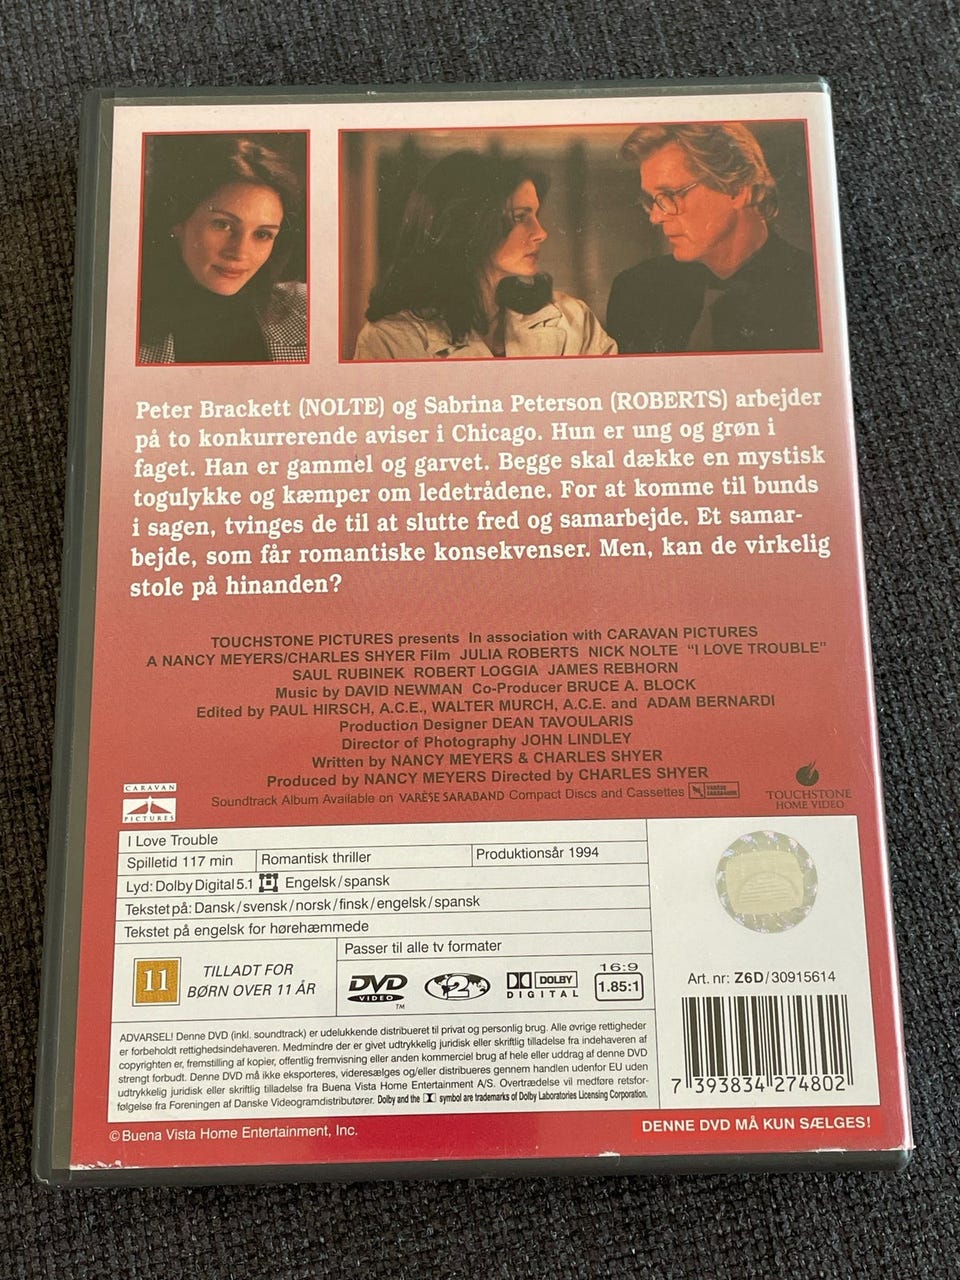 Peter Brackett (NOLTE) og Sabrina Peterson (ROBERTS) arbejder
på to konkurrerende aviser i Chicago. Hun er ung og grøn i
faget. Han er gammel og garvet. Begge skal dække en mystisk
togulykke og kæmper om ledetrådene. For at komme til bunds
i sagen, tvinges de til at slutte fred og samarbejde. Et samar-
bejde, som får romantiske konsekvenser. Men, kan de virkelig
stole på hinanden?
TOUCHSTONE PICTURES presents In association with CARAVAN PICTURES
A NANCY MEYERS/CHARLES SHYER Film JULIA ROBERTS NICK NOLTE "I LOVE TROUBLE"
SAUL RUBINEK ROBERT LOGGIA JAMES REBHORN
Music by DAVID NEWMAN Co-Producer BRUCE A. BLOCK
Edited by PAUL HIRSCH, A.C.E., WALTER MURCH, A.C.E. and ADAM BERNARDI
Production Designer DEAN TAVOULARIS
Director of Photography JOHN LINDLEY
Written by NANCY MEYERS & CHARLES SHYER
Produced by NANCY MEYERS Directed by CHARLES SHYER
Soundtrack Album Available on VARÈSE SARABANDE Compact Discs and Cassettes VARÈSE SARABANDE
CARAVAN
PICTURES
TOUCHSTONE
HOME VIDEO
I Love Trouble
Spilletid 117 min Romantisk thriller Produktionsår 1994
Lyd: Dolby Digital 5.1 Engelsk/spansk
Tekstet på: Dansk/svensk/norsk/finsk/engelsk/spansk
Tekstet på engelsk for hørehæmmede
11 TILLADT FOR
BØRN OVER 11 ÅR
Passer til alle tv formater
DVD
VIDEO
TM
2
DOLBY
DIGITAL
16:9
1.85:1
Art. nr: Z6D/30915614
7 393834 274802
ADVARSEL! Denne DVD (inkl. soundtrack) er udelukkende distribueret til privat og personlig brug. Alle øvrige rettigheder
er forbeholdt rettighedsindehaveren. Medmindre der er givet udtrykkelig juridisk eller skriftlig tilladelse fra indehaveren af
copyrighten er, fremstilling af kopier, offentlig fremvisning eller anden kommerciel brug af hele eller uddrag af denne DVD
strengt forbudt. Denne DVD må ikke eksporteres, videresælges og/eller distribueres gennem handlen udenfor EU uden
udtrykkelig juridisk eller skriftlig tilladelse fra Buena Vista Home Entertainment A/S. Overtrædelse vil medføre retsfor-
følgelse fra Foreningen af Danske Videogramdistributører. Dolby and the symbol are trademarks of Dolby Laboratories Licensing Corporation.
© Buena Vista Home Entertainment, Inc.
DENNE DVD MÅ KUN SÆLGES!